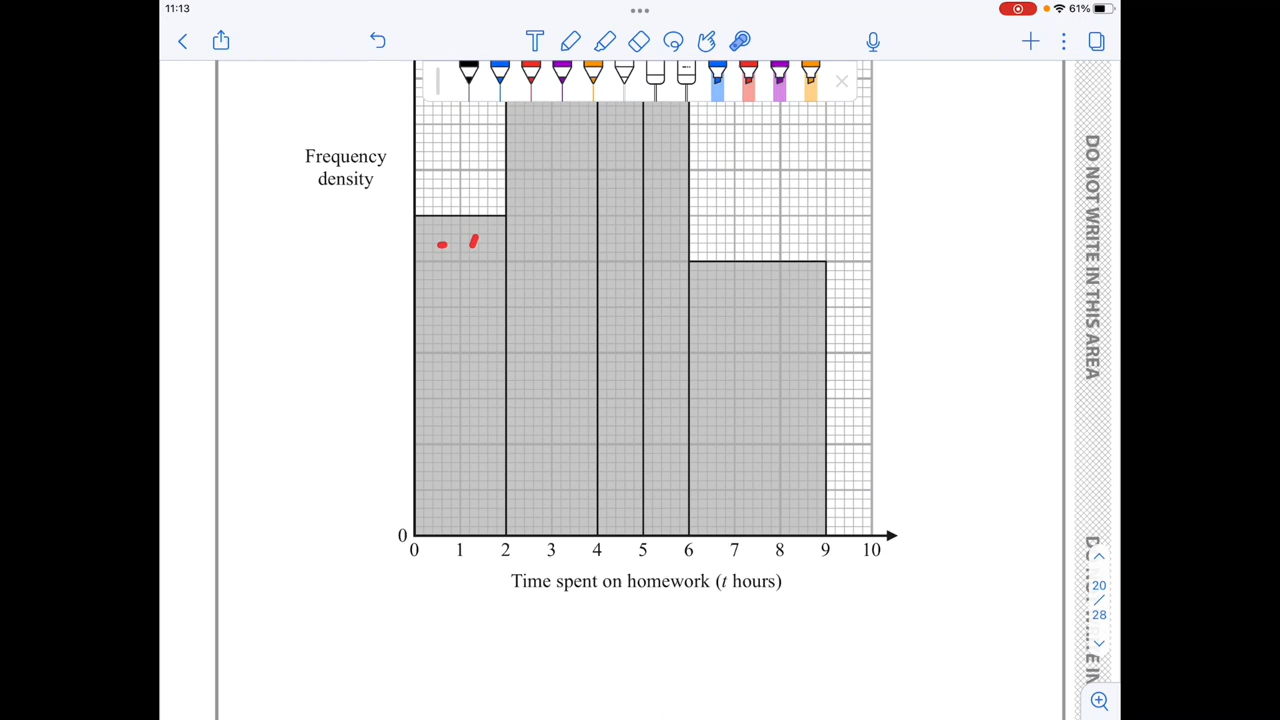 11:13
61%
T
Frequency
density
DO NOT WRITE IN THIS AREA
0
0 1 2 3 4 5 6 7 8 9 10
Time spent on homework (t hours)
20
28